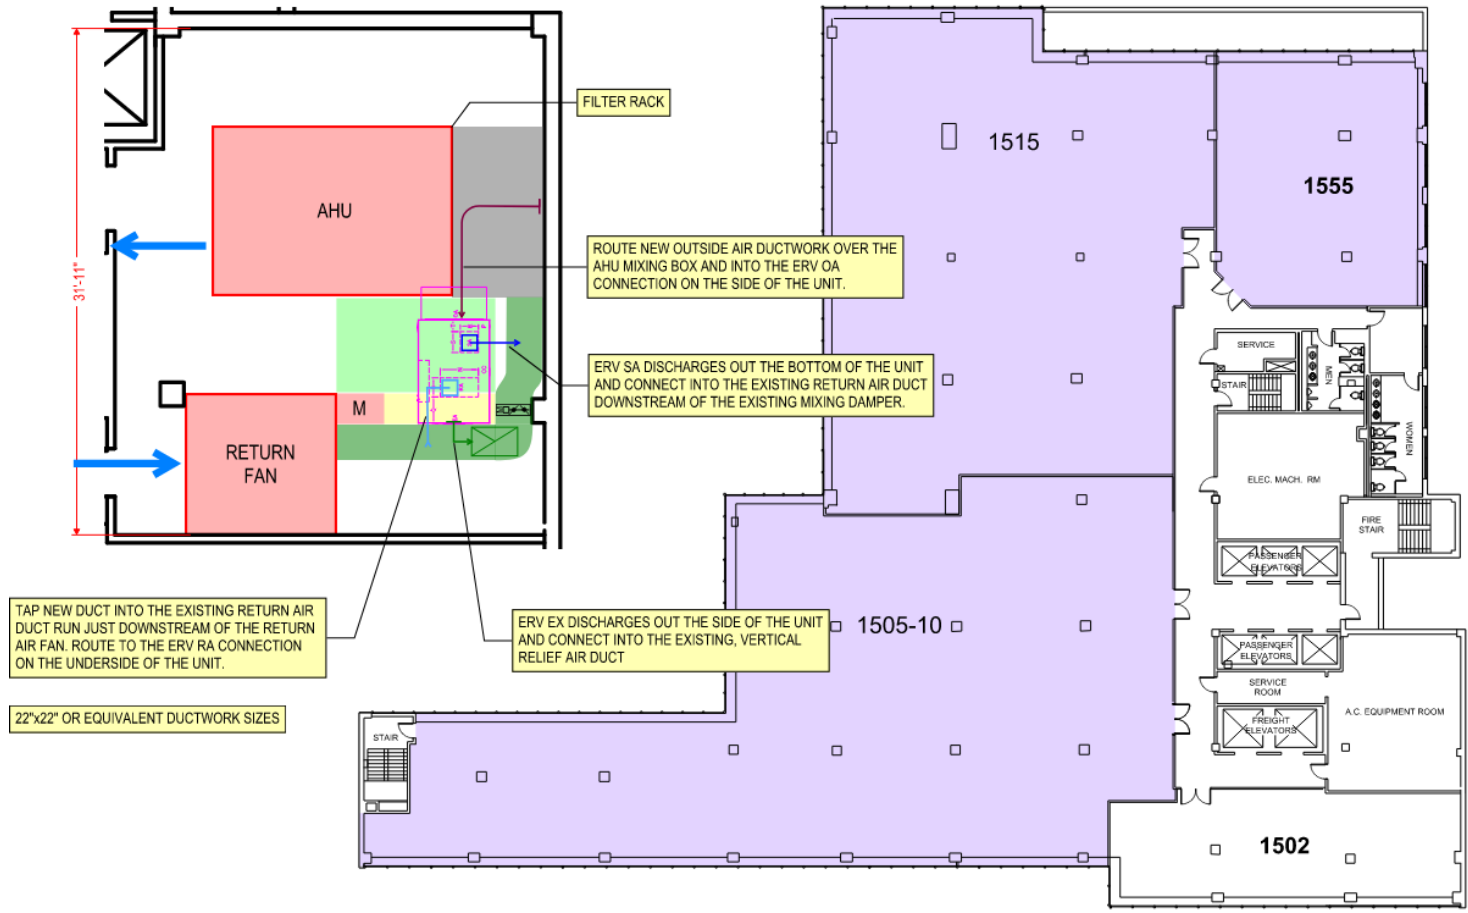 FILTER RACK
AHU
31'-11"
ROUTE NEW OUTSIDE AIR DUCTWORK OVER THE
AHU MIXING BOX AND INTO THE ERV OA
CONNECTION ON THE SIDE OF THE UNIT.
ERV SA DISCHARGES OUT THE BOTTOM OF THE UNIT
AND CONNECT INTO THE EXISTING RETURN AIR DUCT
DOWNSTREAM OF THE EXISTING MIXING DAMPER.
M
RETURN
FAN
TAP NEW DUCT INTO THE EXISTING RETURN AIR
DUCT RUN JUST DOWNSTREAM OF THE RETURN
AIR FAN. ROUTE TO THE ERV RA CONNECTION
ON THE UNDERSIDE OF THE UNIT.
ERV EX DISCHARGES OUT THE SIDE OF THE UNIT
AND CONNECT INTO THE EXISTING, VERTICAL
RELIEF AIR DUCT
22"x22" OR EQUIVALENT DUCTWORK SIZES
1515
1555
SERVICE
STAIR
MEN
WOMEN
ELEC. MACH. RM
FIRE
STAIR
PASSENGER
ELEVATORS
1505-10
PASSENGER
ELEVATORS
SERVICE
ROOM
A.C. EQUIPMENT ROOM
FREIGHT
ELEVATORS
STAIR
1502